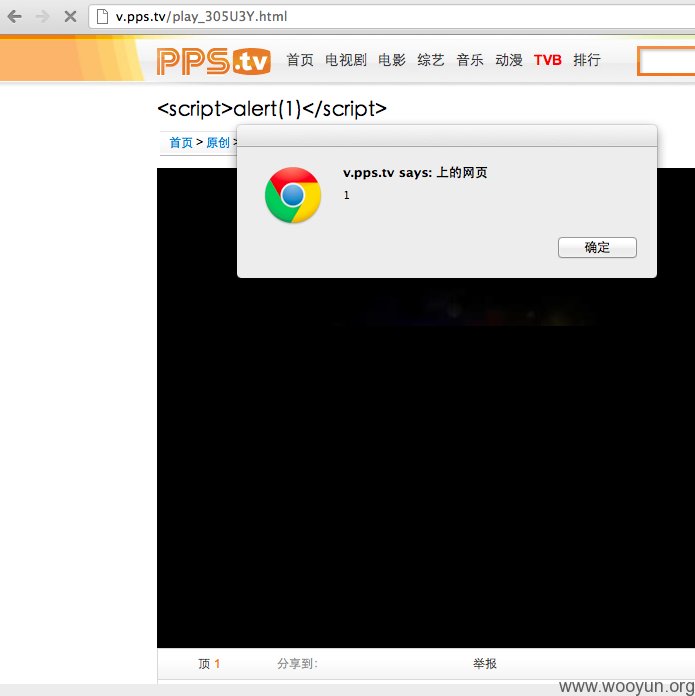 v.pps.tv/play_305U3Y.html
PPS.tv 首页 电视剧 电影 综艺 音乐 动漫 TVB 排行
<script>alert(1)</script>
首页 > 原创 >
v.pps.tv says: 上的网页
1
确定
顶 1 分享到: 举报
www.wooyun.org